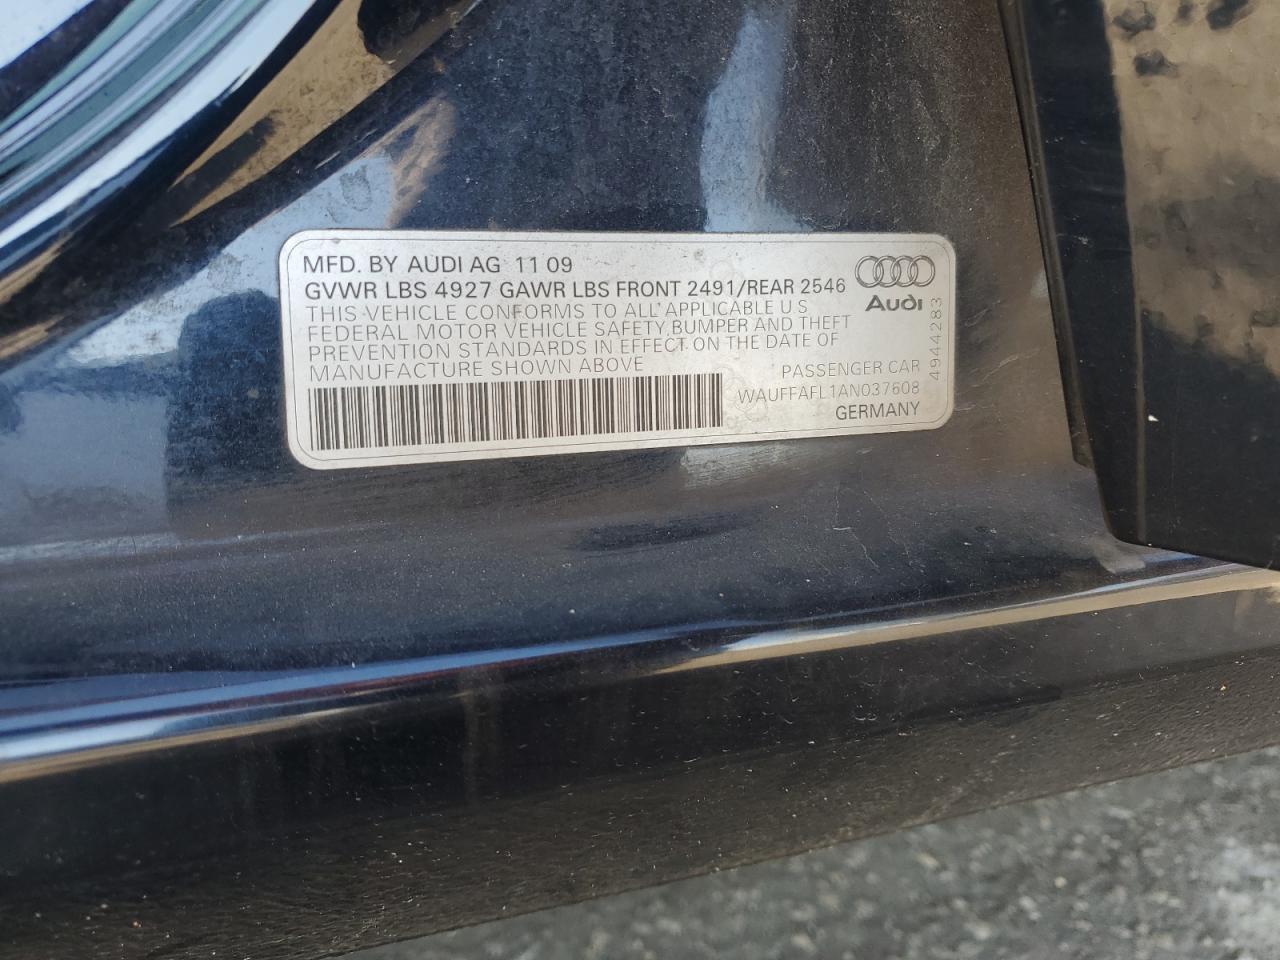 MFD. BY AUDI AG 11 09
GVWR LBS 4927 GAWR LBS FRONT 2491/REAR 2546
THIS VEHICLE CONFORMS TO ALL APPLICABLE U.S
FEDERAL MOTOR VEHICLE SAFETY, BUMPER AND THEFT
PREVENTION STANDARDS IN EFFECT ON THE DATE OF
MANUFACTURE SHOWN ABOVE
Audi
PASSENGER CAR
WAUFFAFL1AN037608
GERMANY
4944283